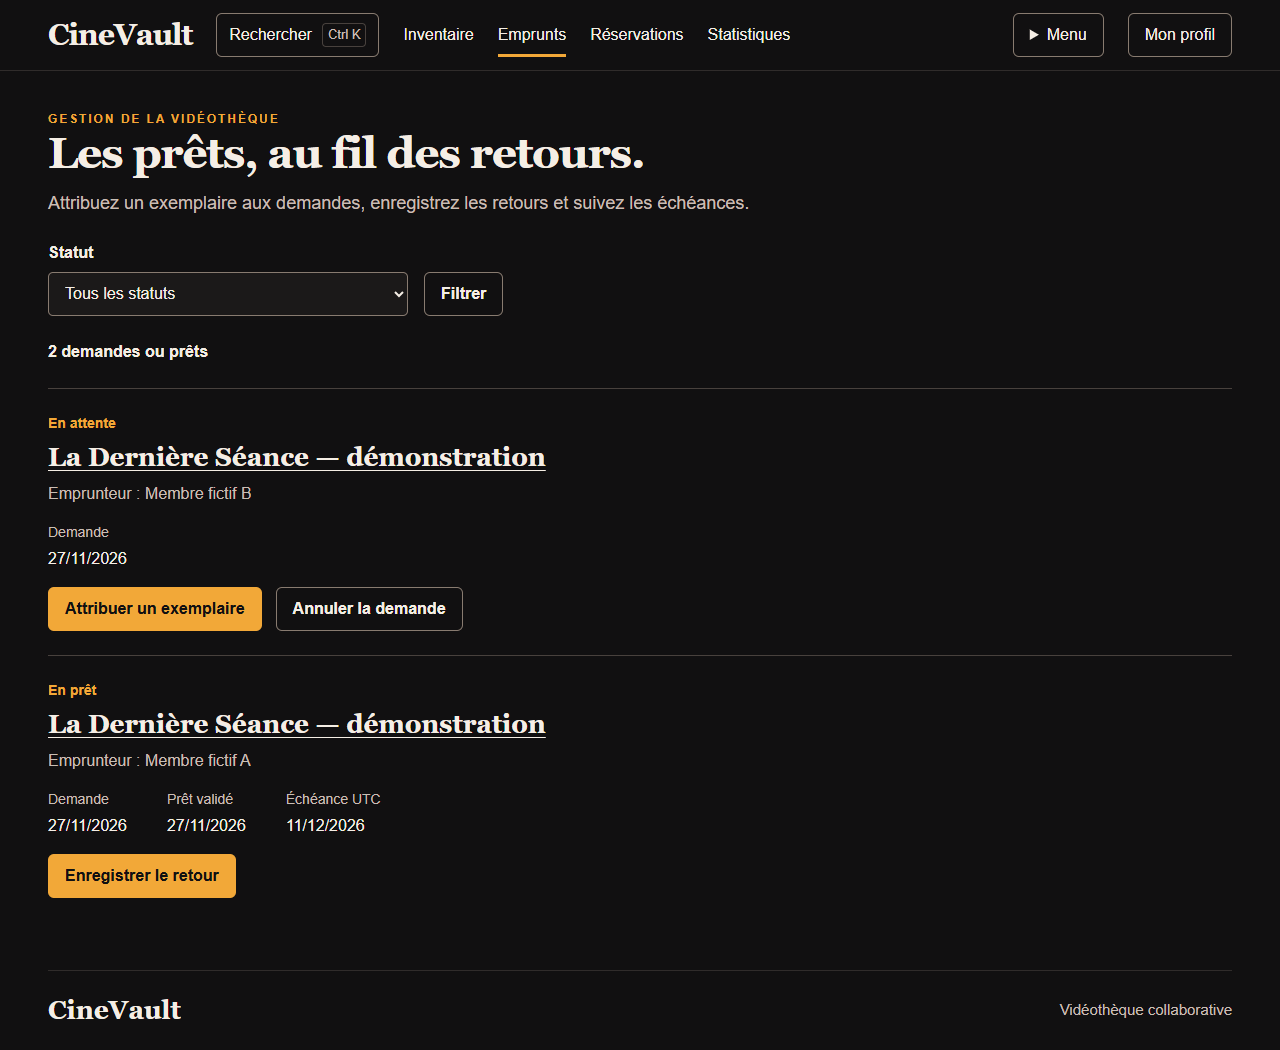 CineVault
Rechercher Ctrl K
Inventaire
Emprunts
Réservations
Statistiques
▶ Menu
Mon profil
GESTION DE LA VIDÉOTHÈQUE
Les prêts, au fil des retours.
Attribuez un exemplaire aux demandes, enregistrez les retours et suivez les échéances.
Statut
Tous les statuts
Filtrer
2 demandes ou prêts
En attente
La Dernière Séance — démonstration
Emprunteur : Membre fictif B
Demande
27/11/2026
Attribuer un exemplaire
Annuler la demande
En prêt
La Dernière Séance — démonstration
Emprunteur : Membre fictif A
Demande Prêt validé Échéance UTC
27/11/2026 27/11/2026 11/12/2026
Enregistrer le retour
CineVault
Vidéothèque collaborative